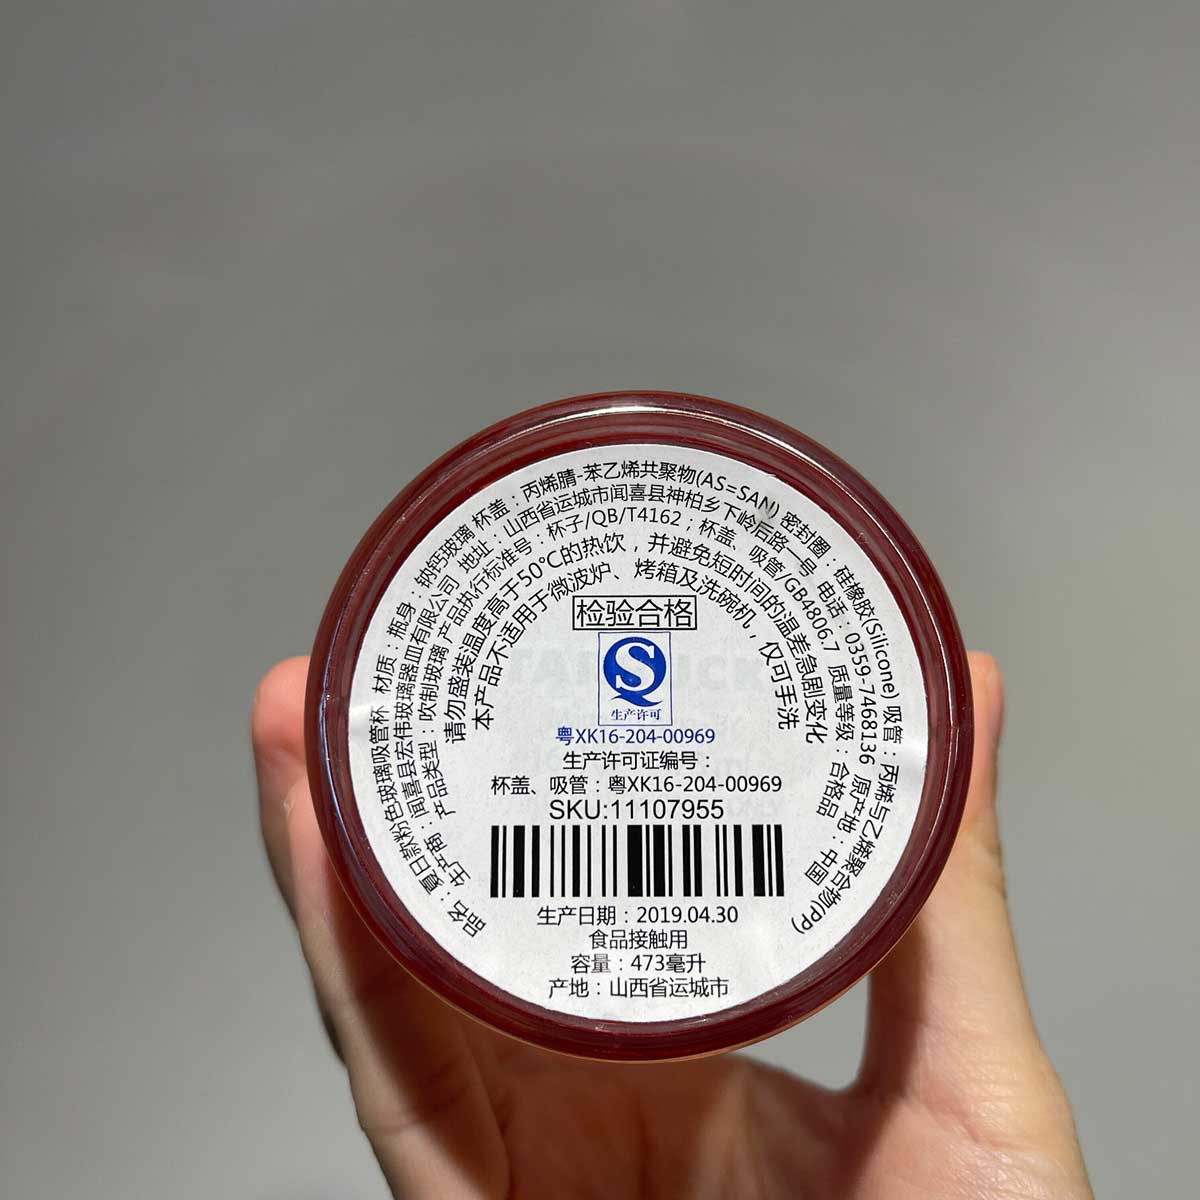 品名：夏日款粉色玻璃吸管杯 材质：瓶身：钠钙玻璃 杯盖：丙烯腈-苯乙烯共聚物(AS=SAN) 密封圈：硅橡胶(Silicone) 吸管：丙烯与乙烯聚合物(PP)
生产商：闻喜县宏伟玻璃器皿有限公司 地址：山西省运城市闻喜县神柏乡下岭后路一号 电话：0359-7468136 原产地：中国
产品类型：吹制玻璃 产品执行标准号：杯子/QB/T4162；杯盖、吸管/GB4806.7 质量等级：合格品
请勿盛装温度高于50℃的热饮，并避免短时间的温差急剧变化
本产品不适用于微波炉、烤箱及洗碗机，仅可手洗
检验合格
S
生产许可
粤XK16-204-00969
生产许可证编号：
杯盖、吸管：粤XK16-204-00969
SKU:11107955
生产日期：2019.04.30
食品接触用
容量：473毫升
产地：山西省运城市